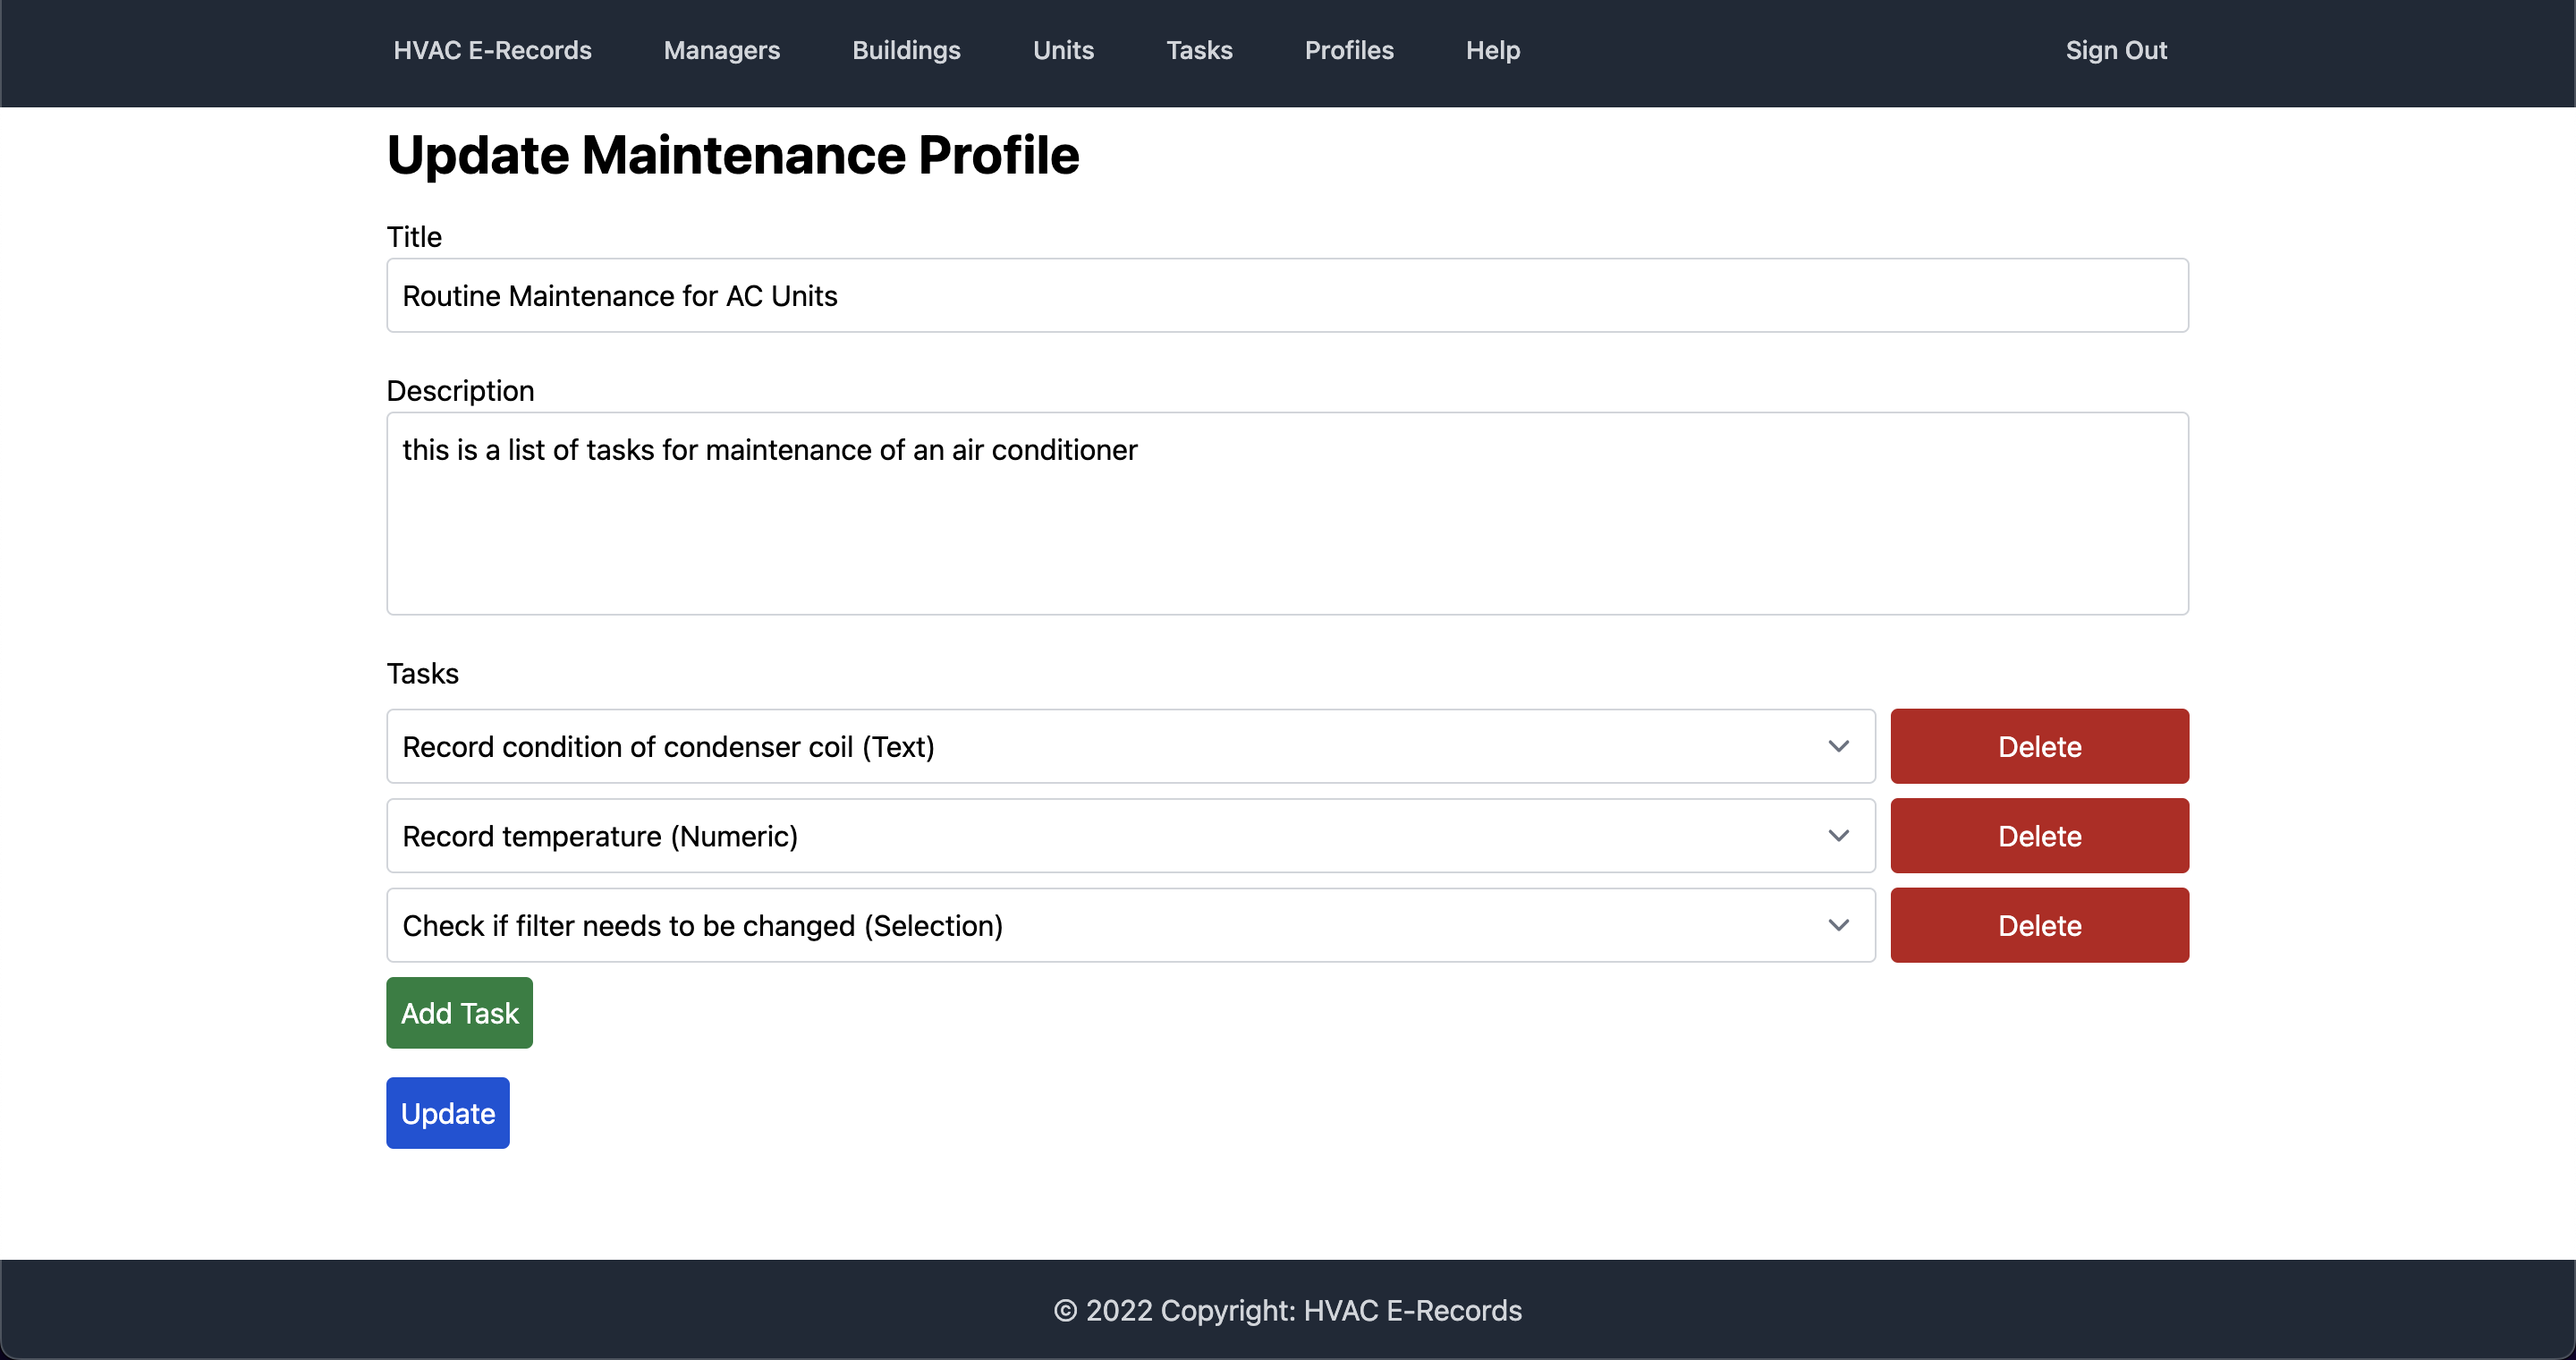 HVAC E-Records Managers Buildings Units Tasks Profiles Help Sign Out
Update Maintenance Profile
Title
Routine Maintenance for AC Units
Description
this is a list of tasks for maintenance of an air conditioner
Tasks
Record condition of condenser coil (Text) Delete
Record temperature (Numeric) Delete
Check if filter needs to be changed (Selection) Delete
Add Task
Update
© 2022 Copyright: HVAC E-Records